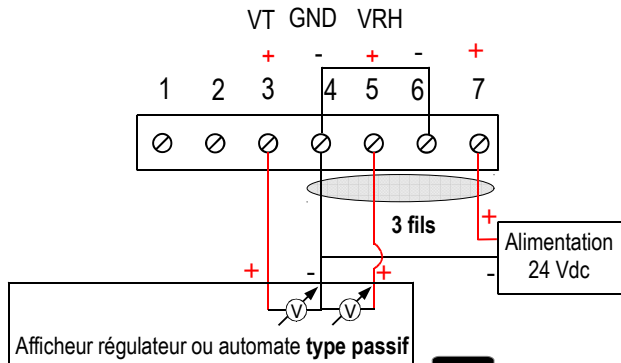 VT GND VRH
+ - + - +
1 2 3 4 5 6 7
3 fils
+
Alimentation
24 Vdc
-
+ - +
V V
Afficheur régulateur ou automate type passif